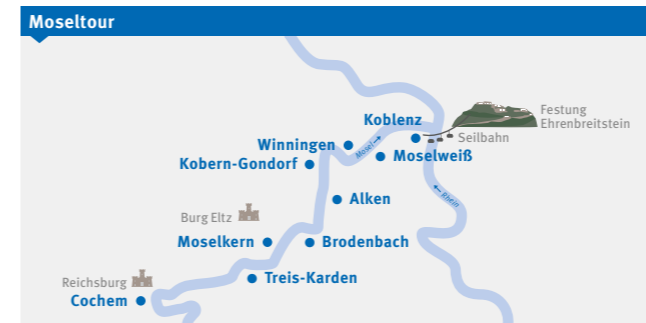 Moseltour
Festung
Ehrenbreitstein
Koblenz
Seilbahn
Winningen
Mosel →
Moselweiß
Kobern-Gondorf
← Rhein
Alken
Burg Eltz
Moselkern
Brodenbach
Treis-Karden
Reichsburg
Cochem